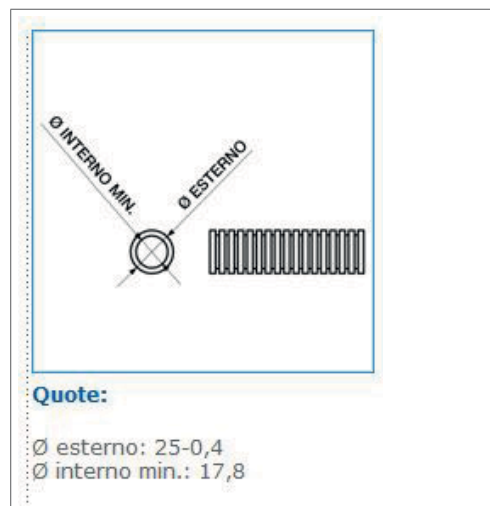 Ø INTERNO MIN.
Ø ESTERNO
Quote:
Ø esterno: 25-0,4
Ø interno min.: 17,8